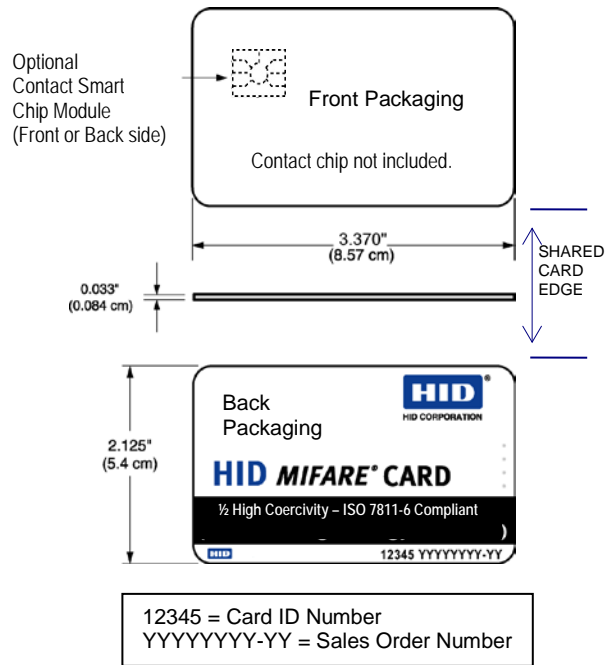 Optional
Contact Smart
Chip Module
(Front or Back side)
Front Packaging
Contact chip not included.
3.370"
(8.57 cm)
SHARED
CARD
EDGE
0.033"
(0.084 cm)
Back
Packaging
HID®
HID CORPORATION
2.125"
(5.4 cm)
HID MIFARE® CARD
½ High Coercivity – ISO 7811-6 Compliant
)
HID
12345 YYYYYYYY-YY
12345 = Card ID Number
YYYYYYYY-YY = Sales Order Number